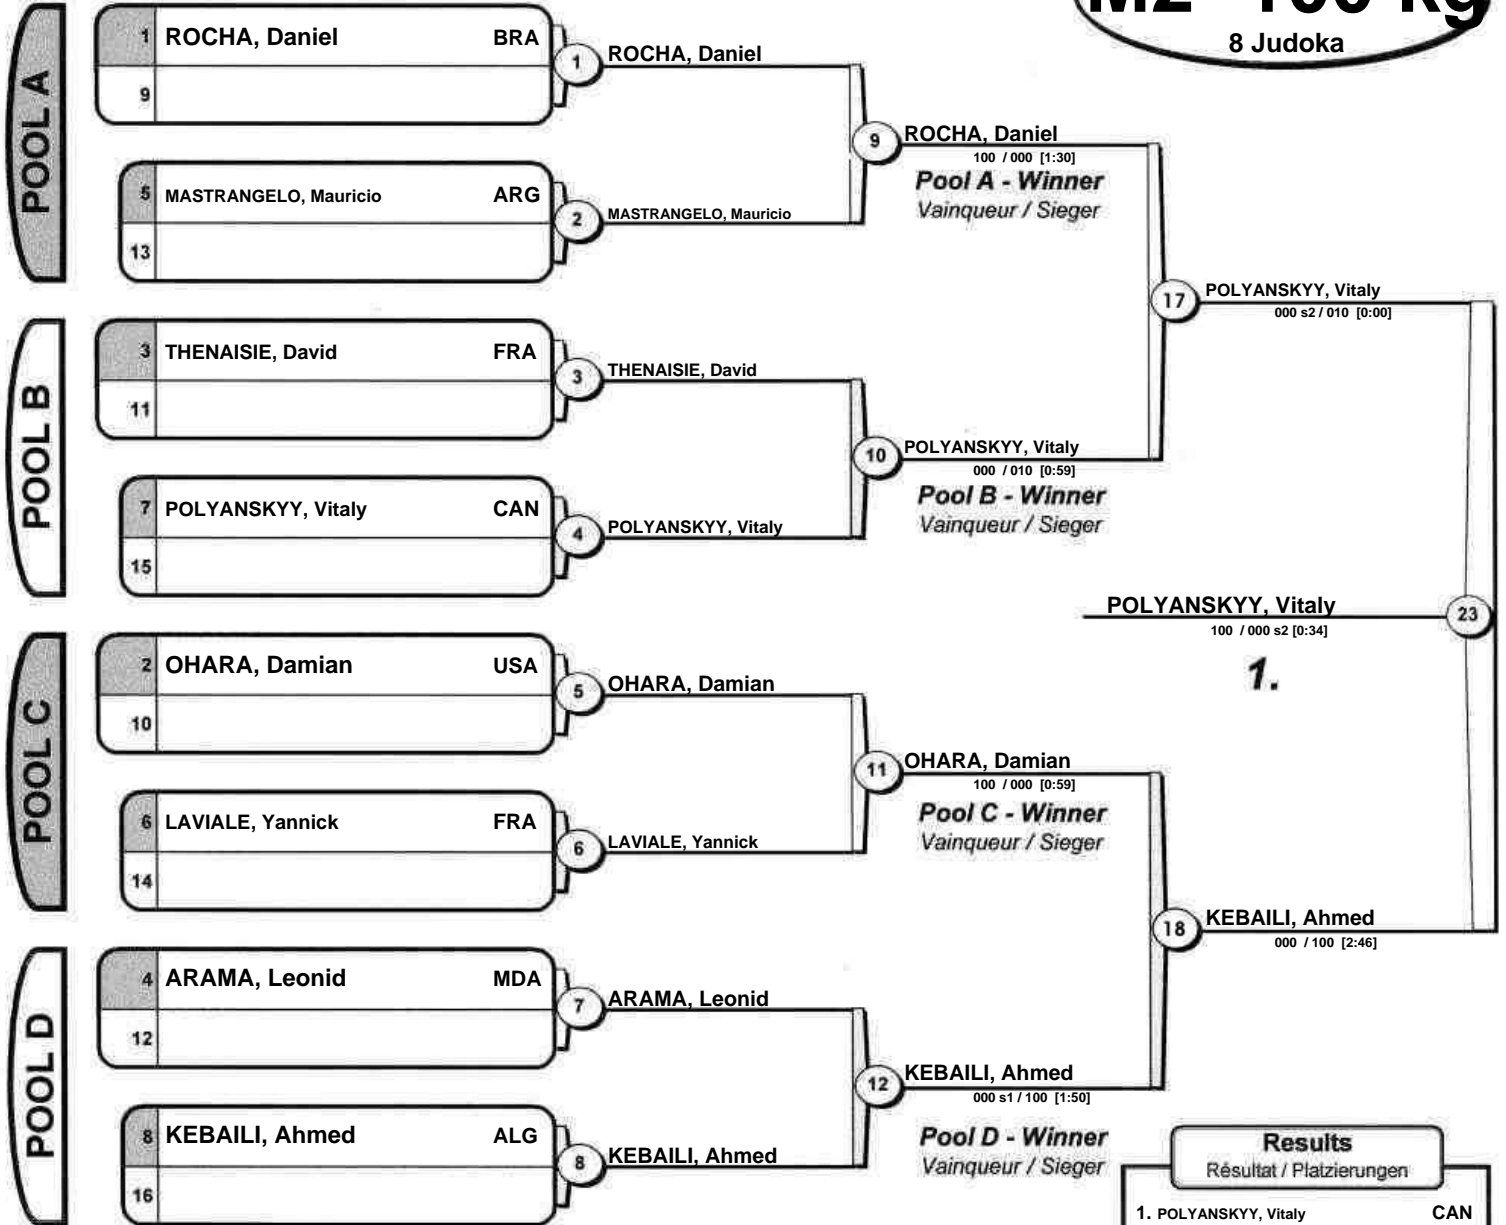 M2 -100 kg
8 Judoka
POOL A
1 ROCHA, Daniel BRA
9
1 ROCHA, Daniel
5 MASTRANGELO, Mauricio ARG
13
2 MASTRANGELO, Mauricio
9 ROCHA, Daniel
100 / 000 [1:30]
Pool A - Winner
Vainqueur / Sieger
POOL B
3 THENAISIE, David FRA
11
3 THENAISIE, David
7 POLYANSKYY, Vitaly CAN
15
4 POLYANSKYY, Vitaly
10 POLYANSKYY, Vitaly
000 / 010 [0:59]
Pool B - Winner
Vainqueur / Sieger
17 POLYANSKYY, Vitaly
000 s2 / 010 [0:00]
POLYANSKYY, Vitaly 23
100 / 000 s2 [0:34]
1.
POOL C
2 OHARA, Damian USA
10
5 OHARA, Damian
6 LAVIALE, Yannick FRA
14
6 LAVIALE, Yannick
11 OHARA, Damian
100 / 000 [0:59]
Pool C - Winner
Vainqueur / Sieger
POOL D
4 ARAMA, Leonid MDA
12
7 ARAMA, Leonid
8 KEBAILI, Ahmed ALG
16
8 KEBAILI, Ahmed
12 KEBAILI, Ahmed
000 s1 / 100 [1:50]
Pool D - Winner
Vainqueur / Sieger
18 KEBAILI, Ahmed
000 / 100 [2:46]
Results
Résultat / Platzierungen
1. POLYANSKYY, Vitaly CAN